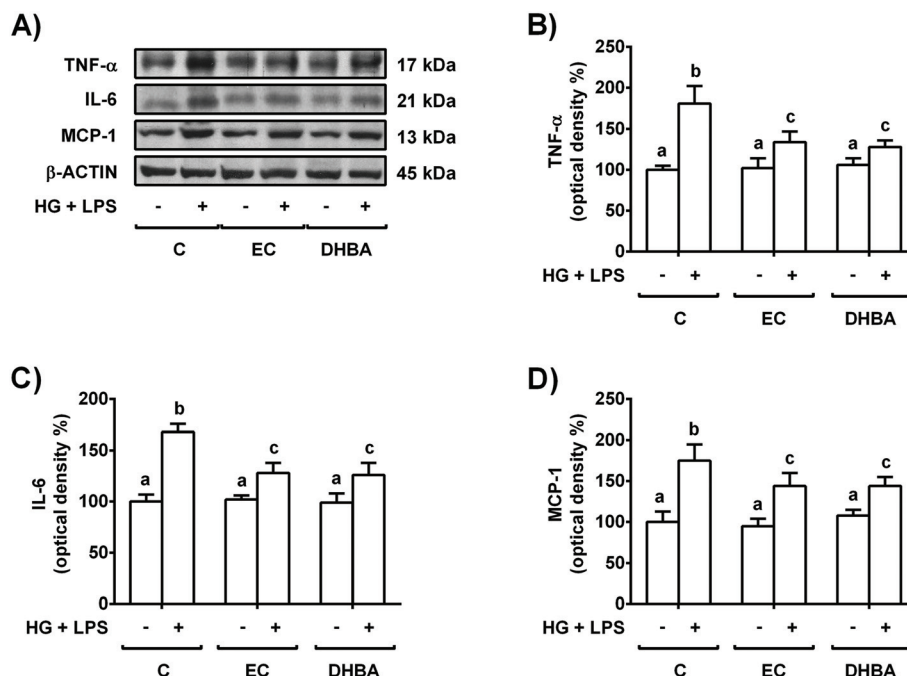 A)
TNF-α 17 kDa
IL-6 21 kDa
MCP-1 13 kDa
β-ACTIN 45 kDa
HG + LPS - + - + - +
C EC DHBA
B)
TNF-α
(optical density %)
250
200
150
100
50
0
a b a c a c
HG + LPS - + - + - +
C EC DHBA
C)
IL-6
(optical density %)
200
150
100
50
0
a b a c a c
HG + LPS - + - + - +
C EC DHBA
D)
MCP-1
(optical density %)
250
200
150
100
50
0
a b a c a c
HG + LPS - + - + - +
C EC DHBA